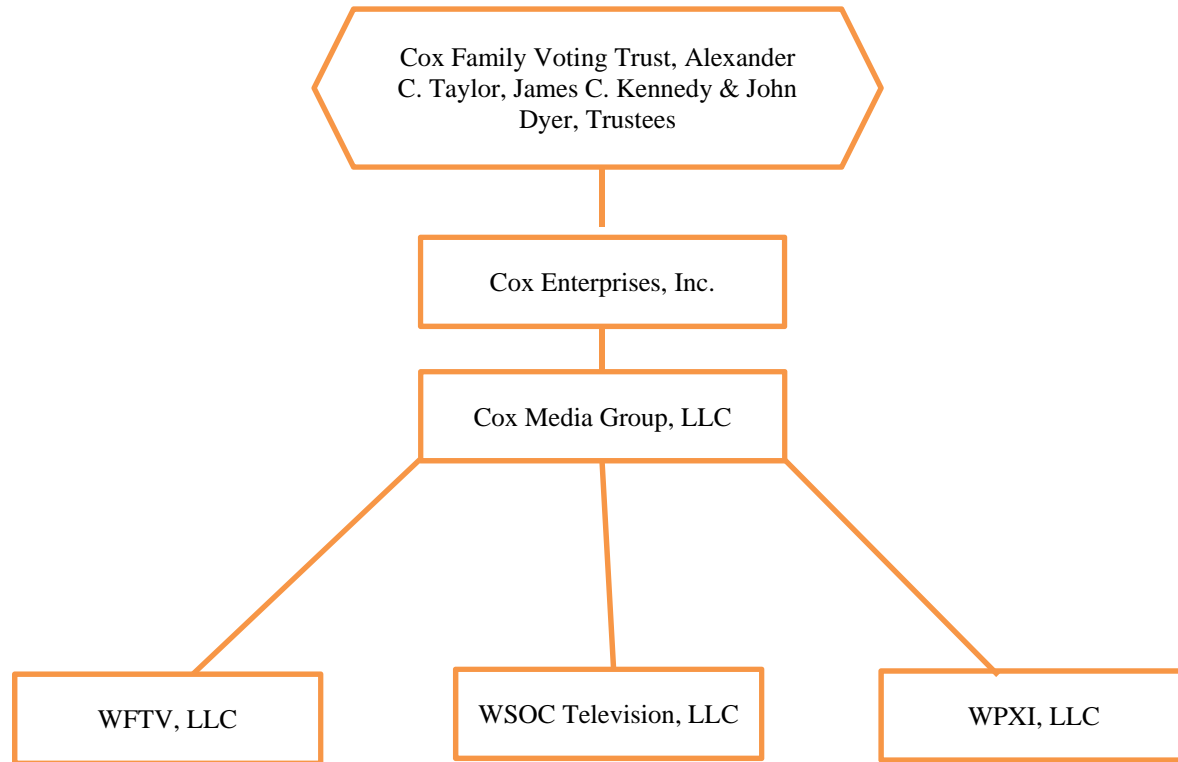 Cox Family Voting Trust, Alexander
C. Taylor, James C. Kennedy & John
Dyer, Trustees
Cox Enterprises, Inc.
Cox Media Group, LLC
WFTV, LLC
WSOC Television, LLC
WPXI, LLC